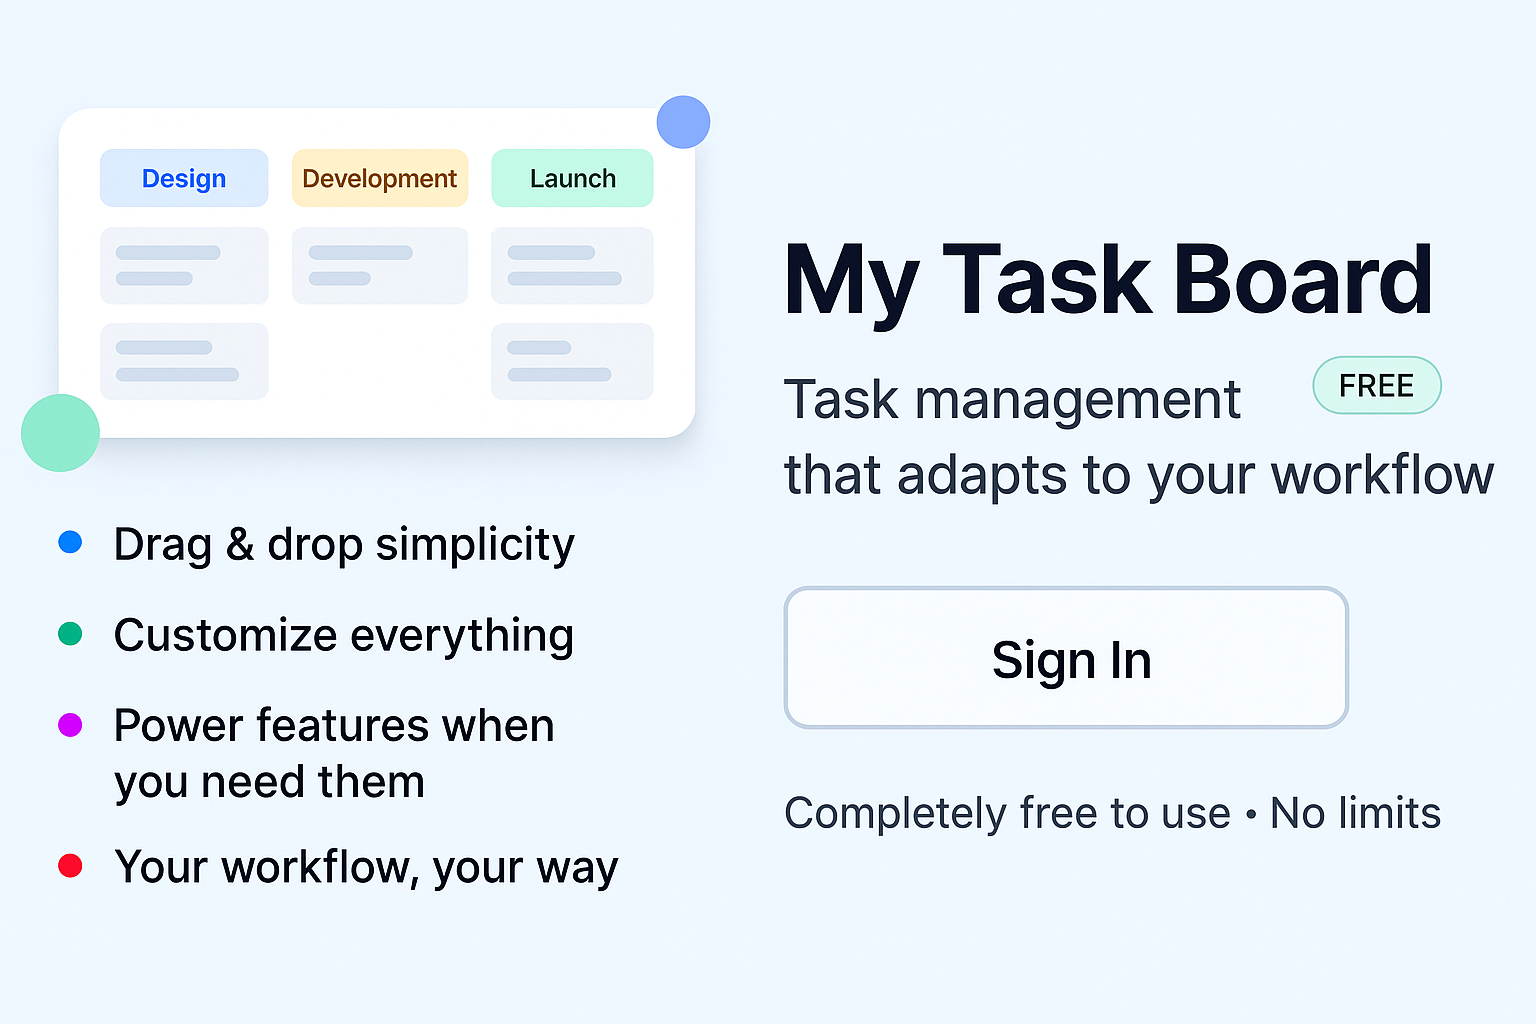 Design
Development
Launch
Drag & drop simplicity
Customize everything
Power features when
you need them
Your workflow, your way
My Task Board
Task management
FREE
that adapts to your workflow
Sign In
Completely free to use • No limits